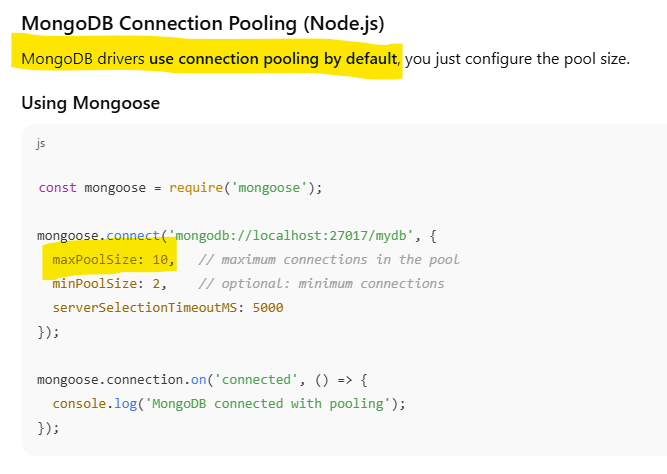 MongoDB Connection Pooling (Node.js)
MongoDB drivers use connection pooling by default, you just configure the pool size.
Using Mongoose
js
const mongoose = require('mongoose');
mongoose.connect('mongodb://localhost:27017/mydb', {
  maxPoolSize: 10,   // maximum connections in the pool
  minPoolSize: 2,    // optional: minimum connections
  serverSelectionTimeoutMS: 5000
});
mongoose.connection.on('connected', () => {
  console.log('MongoDB connected with pooling');
});